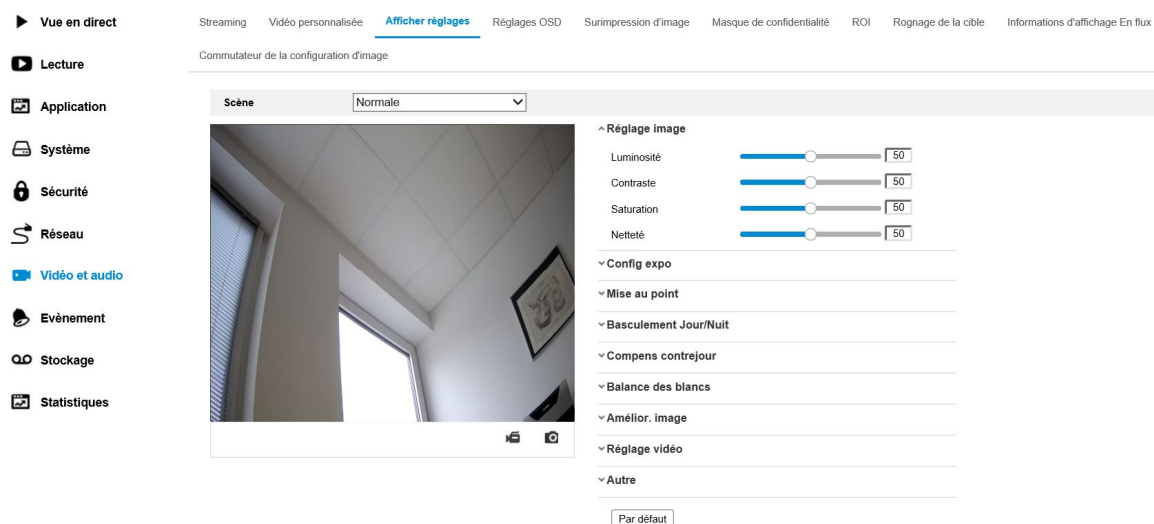 Vue en direct
Lecture
Application
Système
Sécurité
Réseau
Vidéo et audio
Evènement
Stockage
Statistiques
Streaming Vidéo personnalisée Afficher réglages Réglages OSD Surimpression d'image Masque de confidentialité ROI Rognage de la cible Informations d'affichage En flux
Commutateur de la configuration d'image
Scène Normale
Réglage image
Luminosité 50
Contraste 50
Saturation 50
Netteté 50
Config expo
Mise au point
Basculement Jour/Nuit
Compens contrejour
Balance des blancs
Amélior. image
Réglage vidéo
Autre
Par défaut